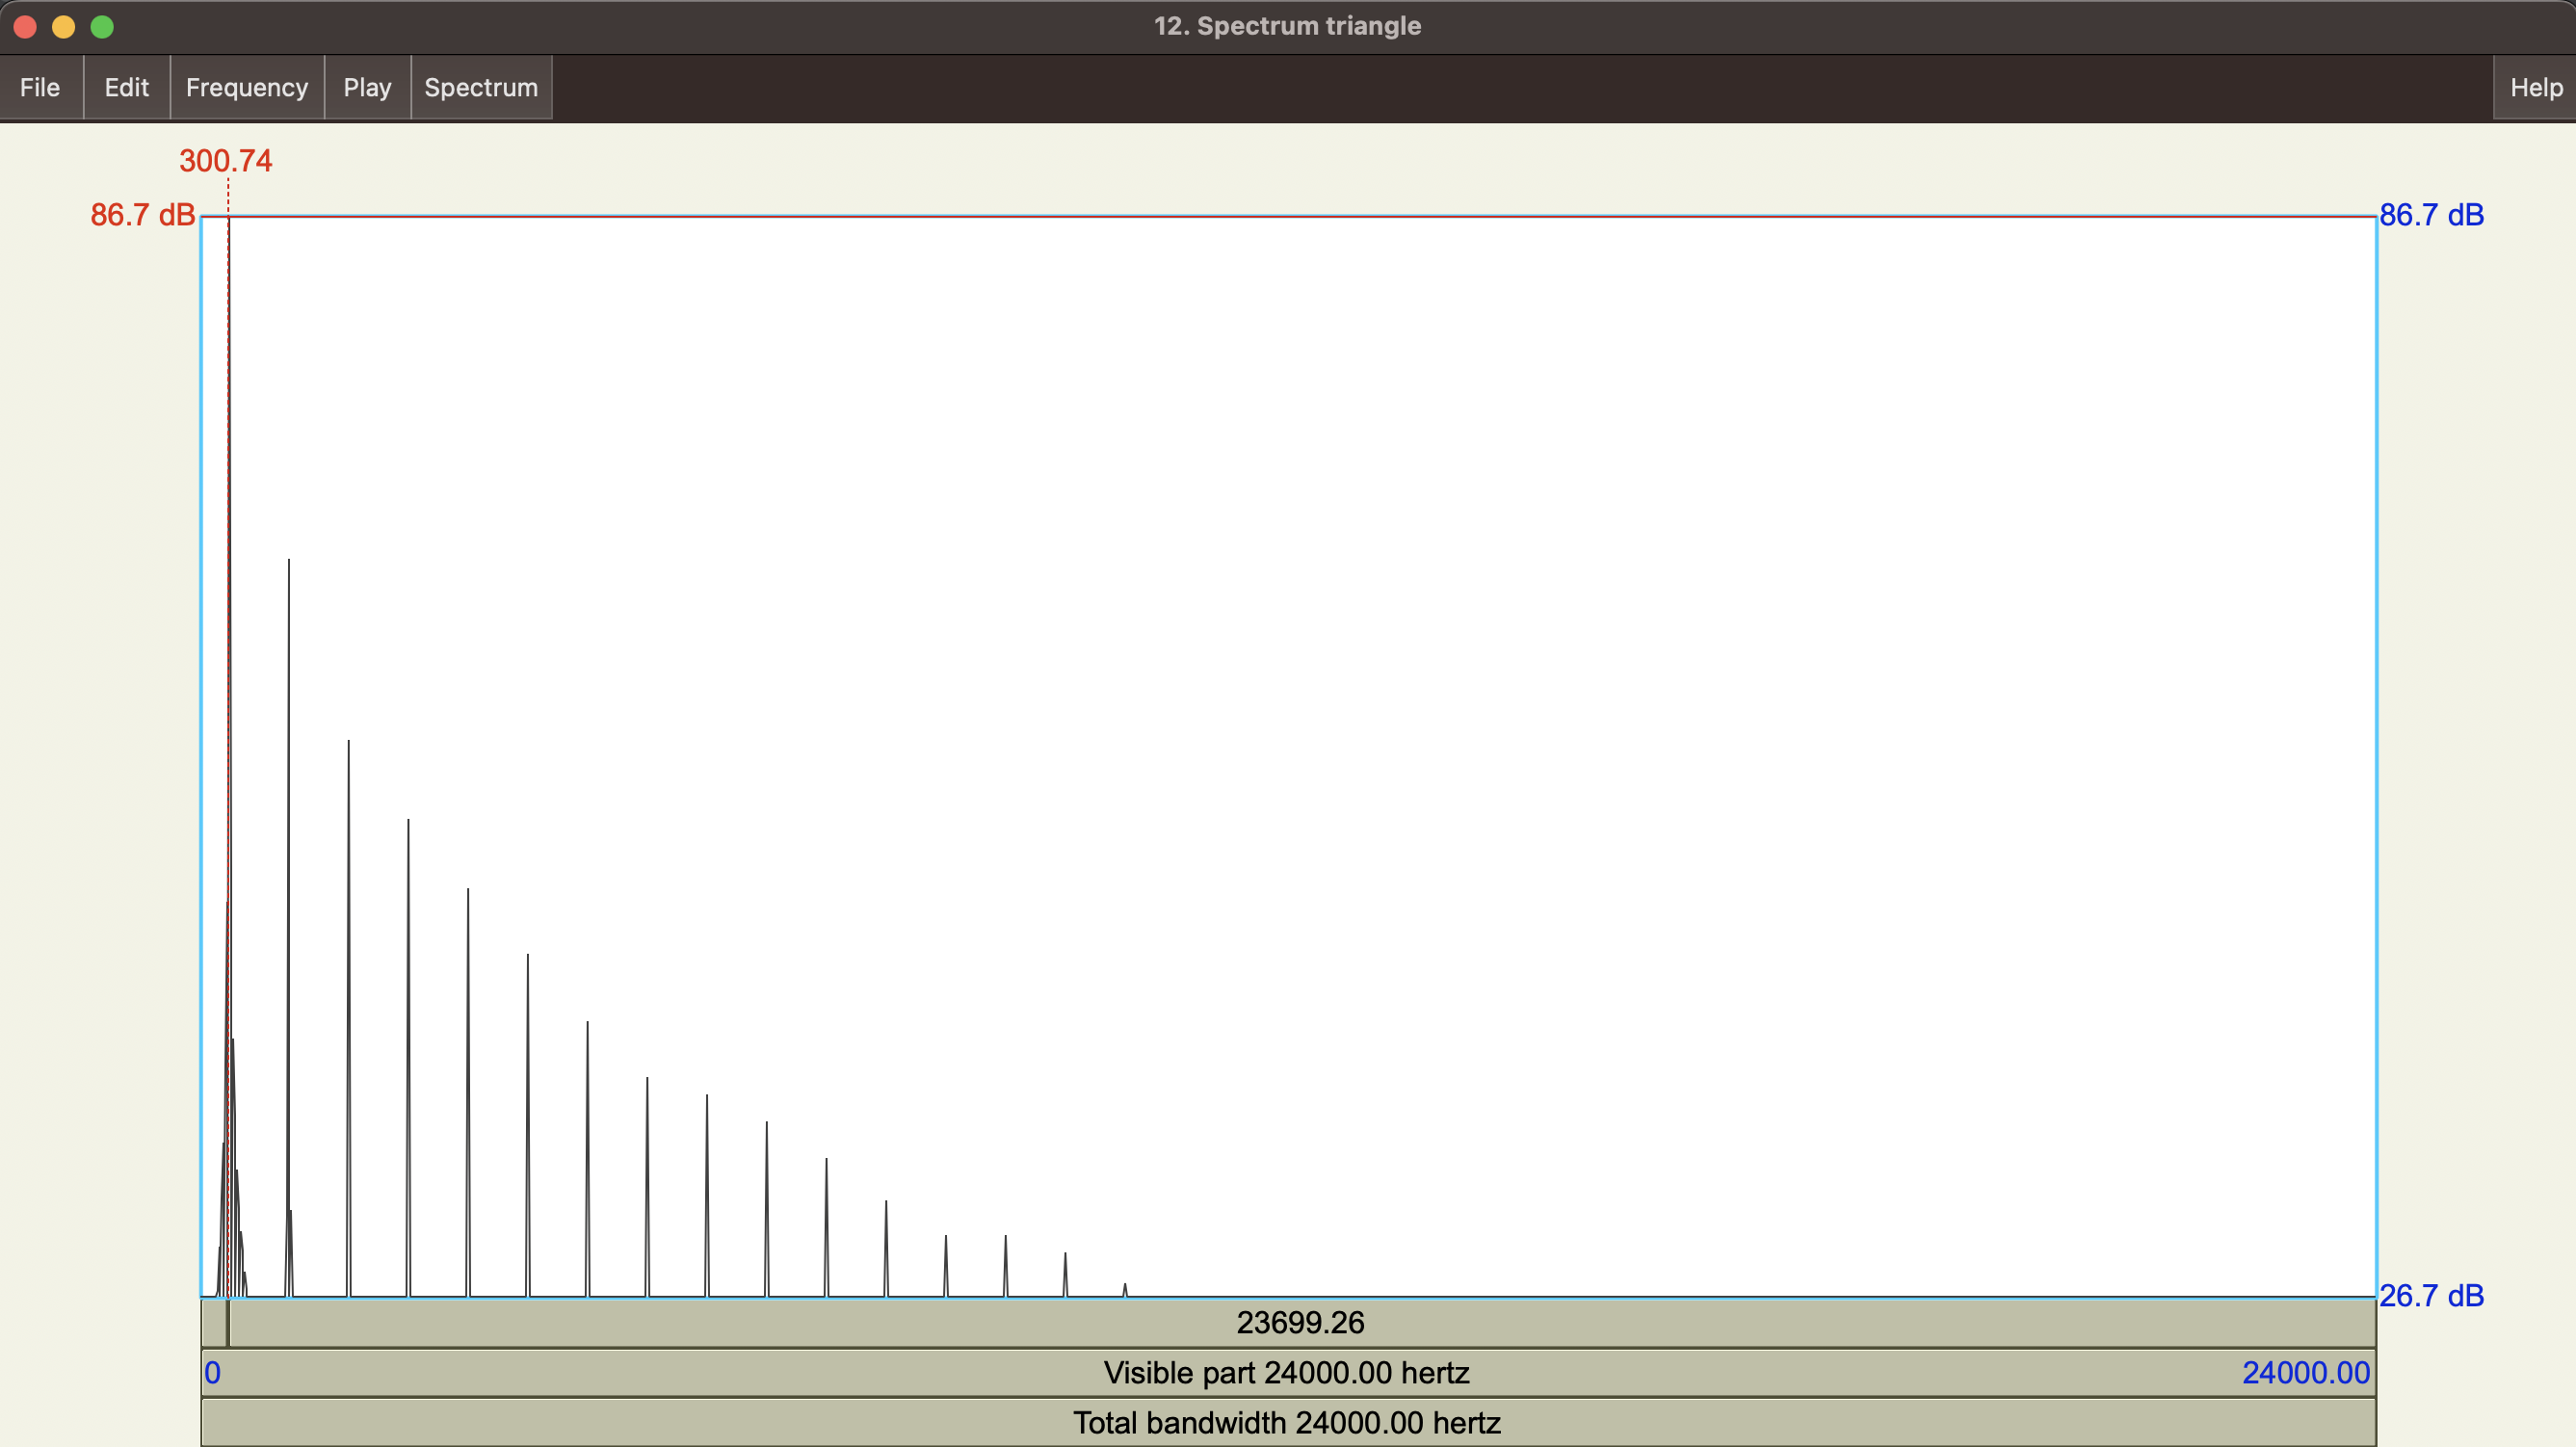 12. Spectrum triangle
File Edit Frequency Play Spectrum Help
300.74
86.7 dB 86.7 dB
26.7 dB
23699.26
0 Visible part 24000.00 hertz 24000.00
Total bandwidth 24000.00 hertz